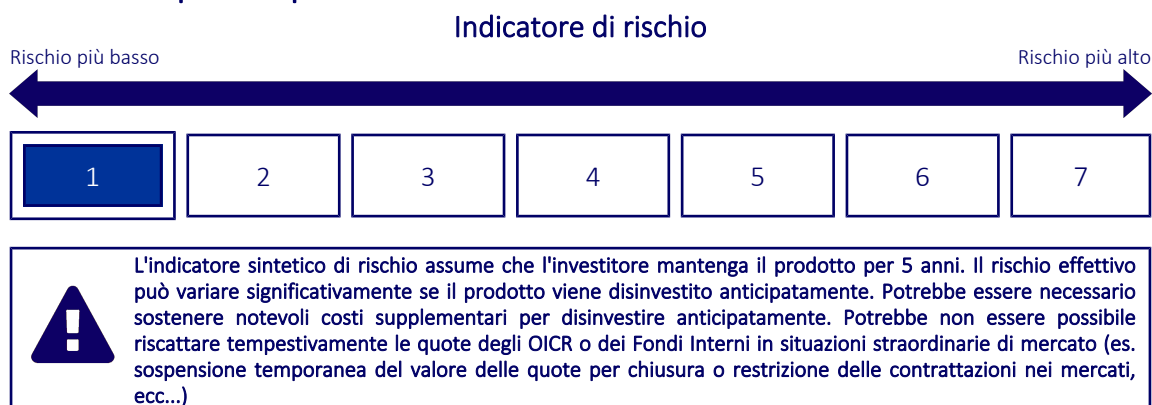 Indicatore di rischio
Rischio più basso
Rischio più alto
1 2 3 4 5 6 7
L'indicatore sintetico di rischio assume che l'investitore mantenga il prodotto per 5 anni. Il rischio effettivo
può variare significativamente se il prodotto viene disinvestito anticipatamente. Potrebbe essere necessario
sostenere notevoli costi supplementari per disinvestire anticipatamente. Potrebbe non essere possibile
riscattare tempestivamente le quote degli OICR o dei Fondi Interni in situazioni straordinarie di mercato (es.
sospensione temporanea del valore delle quote per chiusura o restrizione delle contrattazioni nei mercati,
ecc...)